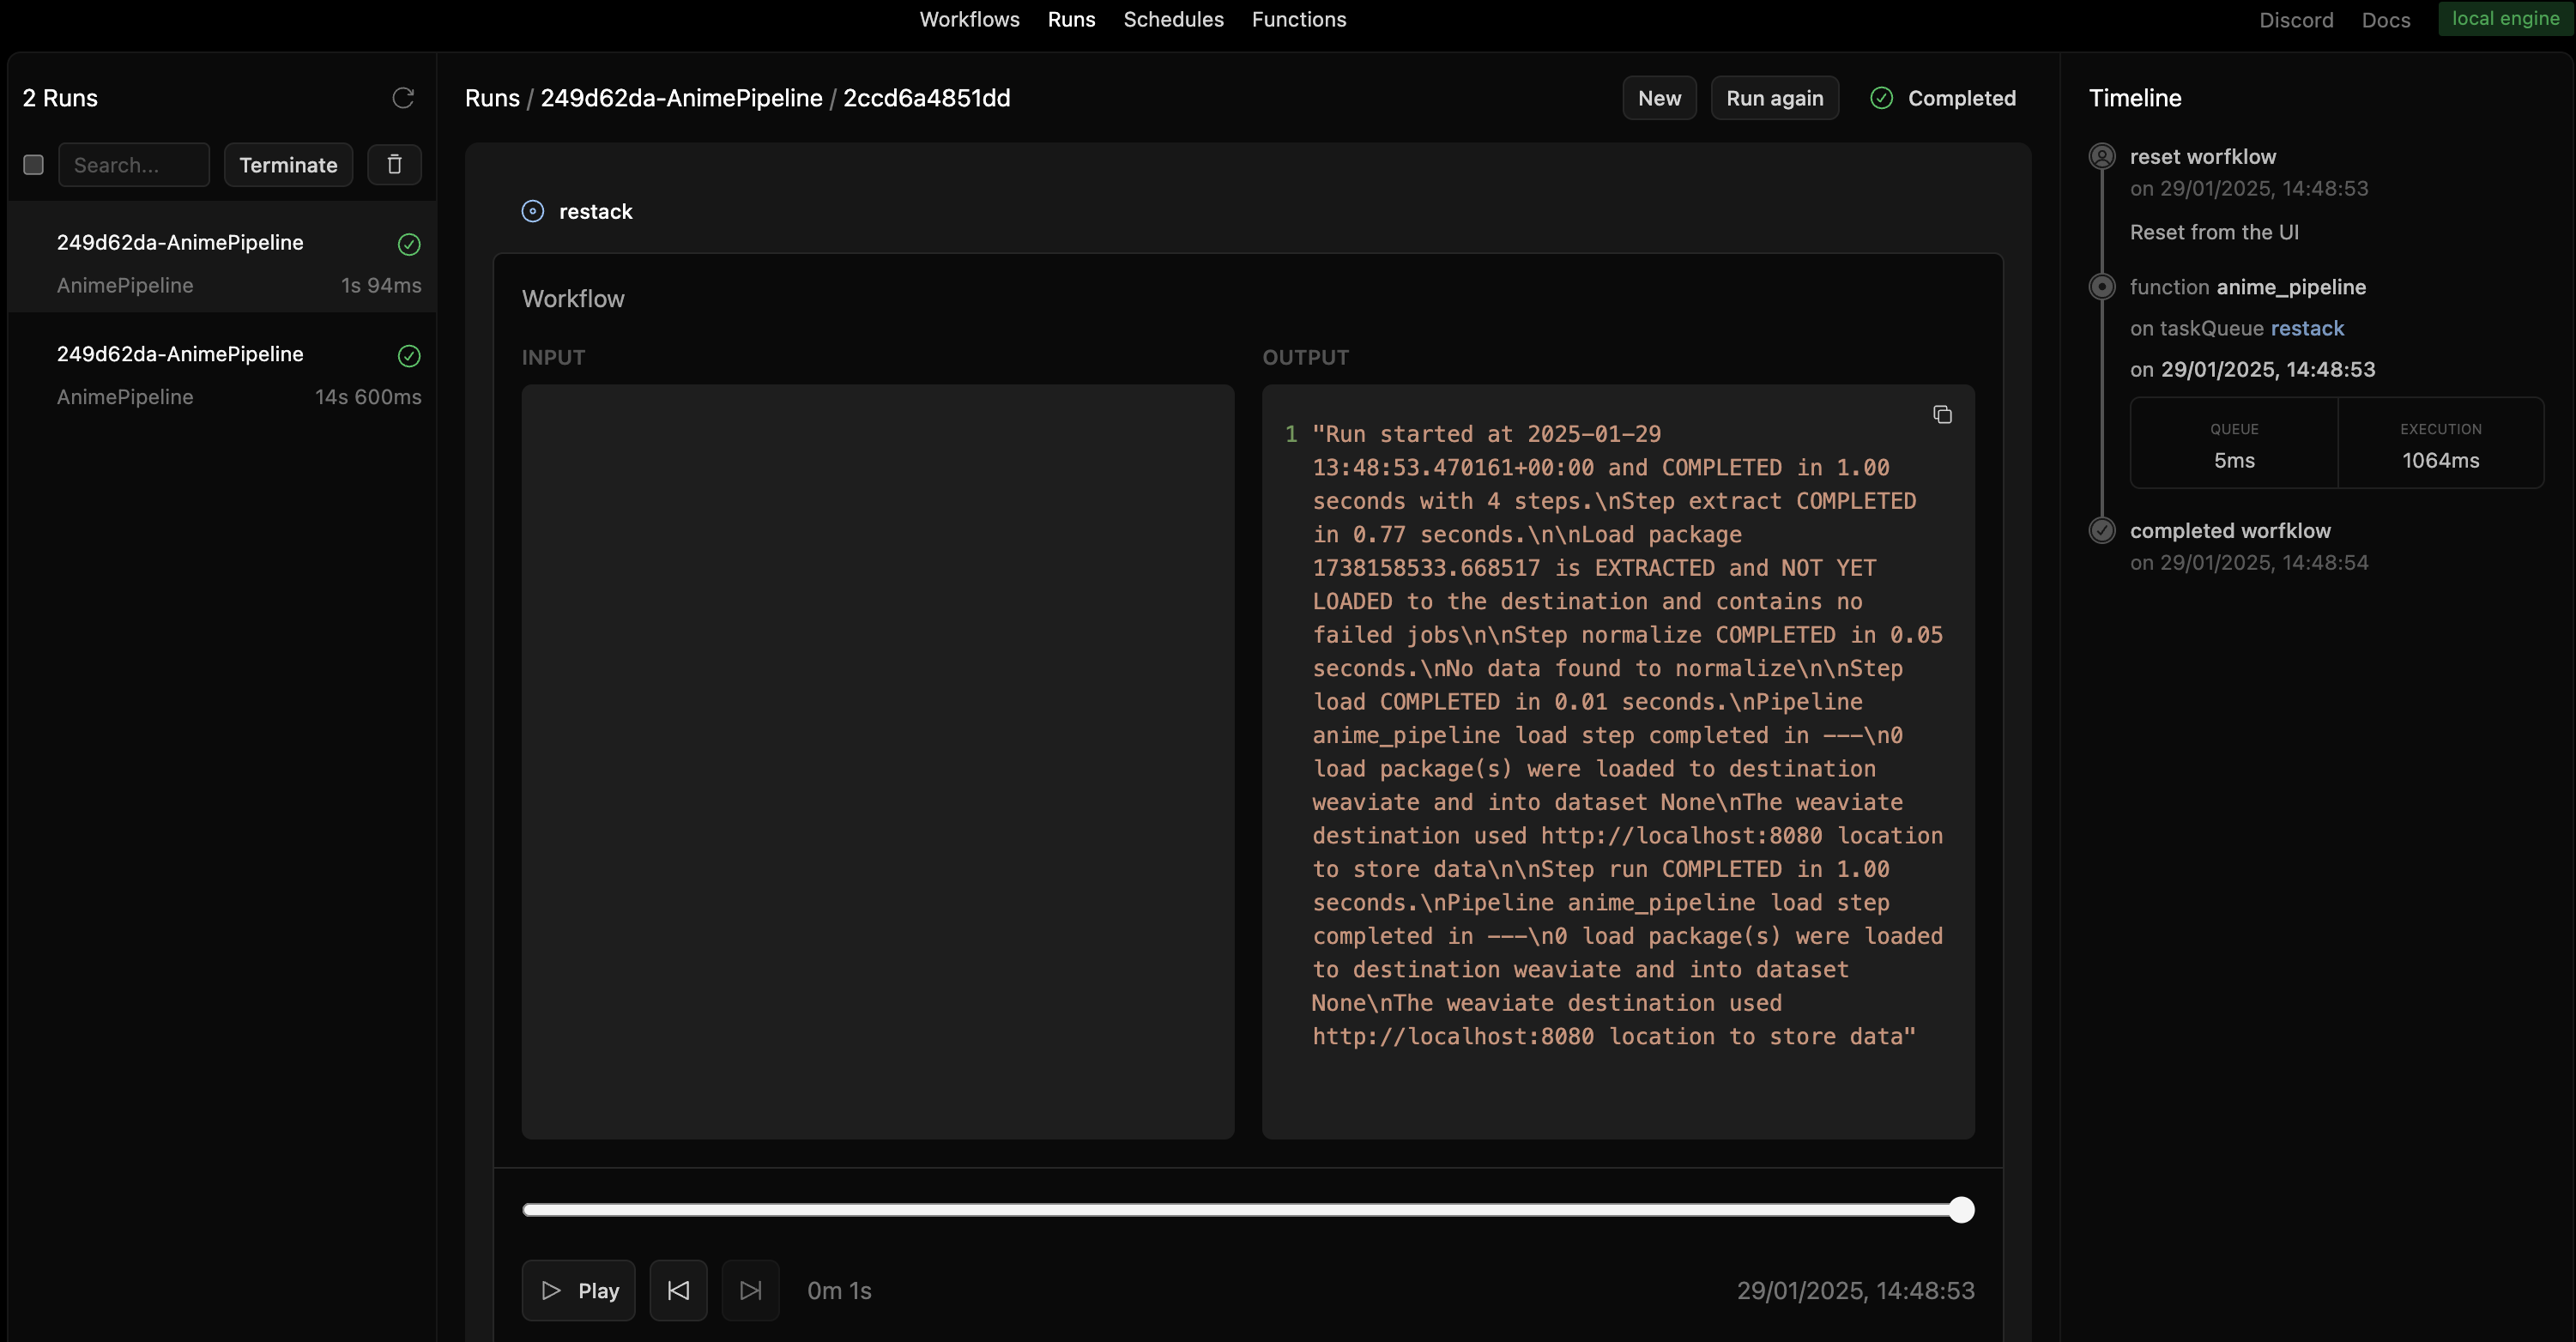 Workflows Runs Schedules Functions
Discord Docs local engine
2 Runs
Search...
Terminate
249d62da-AnimePipeline
AnimePipeline 1s 94ms
249d62da-AnimePipeline
AnimePipeline 14s 600ms
Runs / 249d62da-AnimePipeline / 2ccd6a4851dd
New
Run again
Completed
restack
Workflow
INPUT
OUTPUT
1 "Run started at 2025-01-29
13:48:53.470161+00:00 and COMPLETED in 1.00
seconds with 4 steps.\nStep extract COMPLETED
in 0.77 seconds.\n\nLoad package
1738158533.668517 is EXTRACTED and NOT YET
LOADED to the destination and contains no
failed jobs\n\nStep normalize COMPLETED in 0.05
seconds.\nNo data found to normalize\n\nStep
load COMPLETED in 0.01 seconds.\nPipeline
anime_pipeline load step completed in ---\n0
load package(s) were loaded to destination
weaviate and into dataset None\nThe weaviate
destination used http://localhost:8080 location
to store data\n\nStep run COMPLETED in 1.00
seconds.\nPipeline anime_pipeline load step
completed in ---\n0 load package(s) were loaded
to destination weaviate and into dataset
None\nThe weaviate destination used
http://localhost:8080 location to store data"
Play
0m 1s
29/01/2025, 14:48:53
Timeline
reset worfklow
on 29/01/2025, 14:48:53
Reset from the UI
function anime_pipeline
on taskQueue restack
on 29/01/2025, 14:48:53
QUEUE
5ms
EXECUTION
1064ms
completed worfklow
on 29/01/2025, 14:48:54